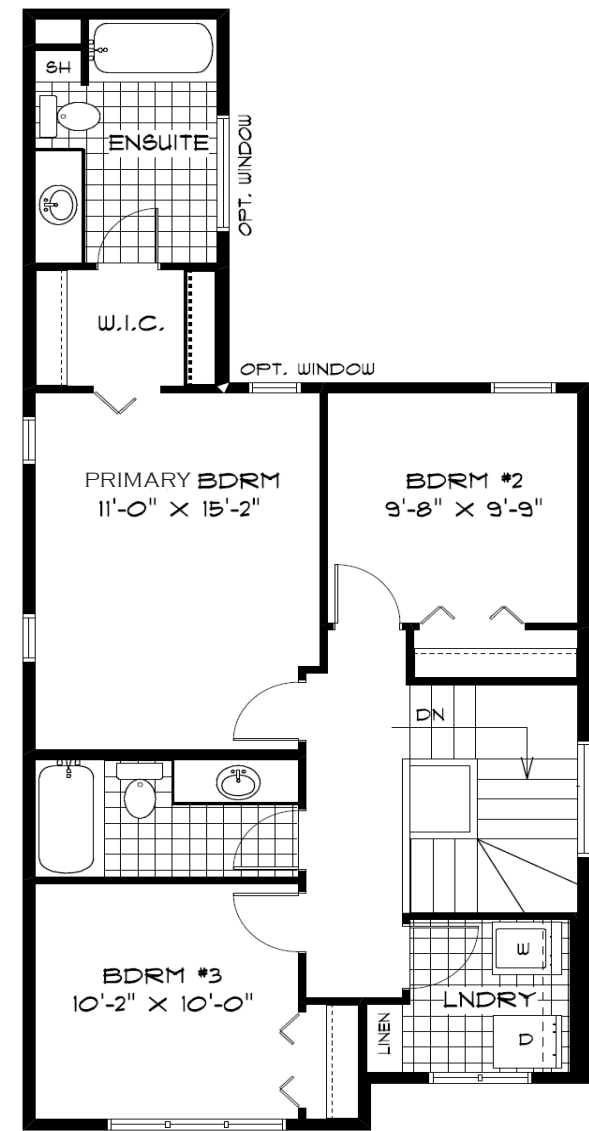 SH
ENSUITE
OPT. WINDOW
W.I.C.
OPT. WINDOW
PRIMARY BDRM
11'-0" X 15'-2"
BDRM #2
9'-8" X 9'-9"
DN
BDRM #3
10'-2" X 10'-0"
W
LNDRY
LINEN
D